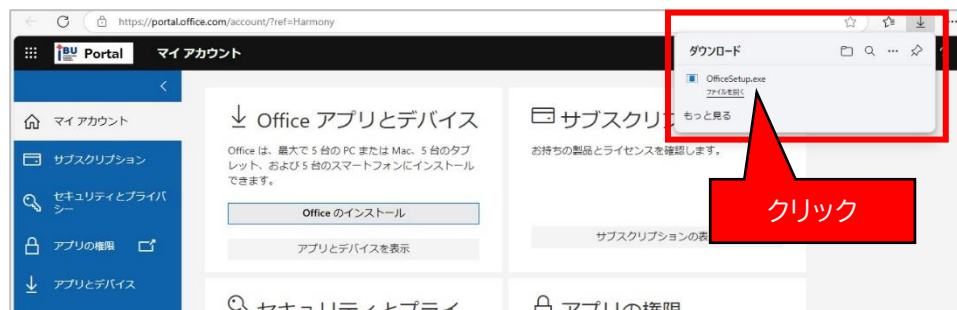 https://portal.office.com/account/?ref=Harmony
IBU Portal マイ アカウント
ダウンロード
OfficeSetup.exe
ファイルを開く
もっと見る
マイ アカウント
サブスクリプション
セキュリティとプライバ
シー
アプリの権限
アプリとデバイス
Office アプリとデバイス
Office は、最大で 5 台の PC または Mac、5 台のタブ
レット、および 5 台のスマートフォンにインストール
できます。
Office のインストール
アプリとデバイスを表示
サブスクリ
お持ちの製品とライセンスを確認します。
サブスクリプションの表
クリック
セキュリティとプライ
アプリの権限